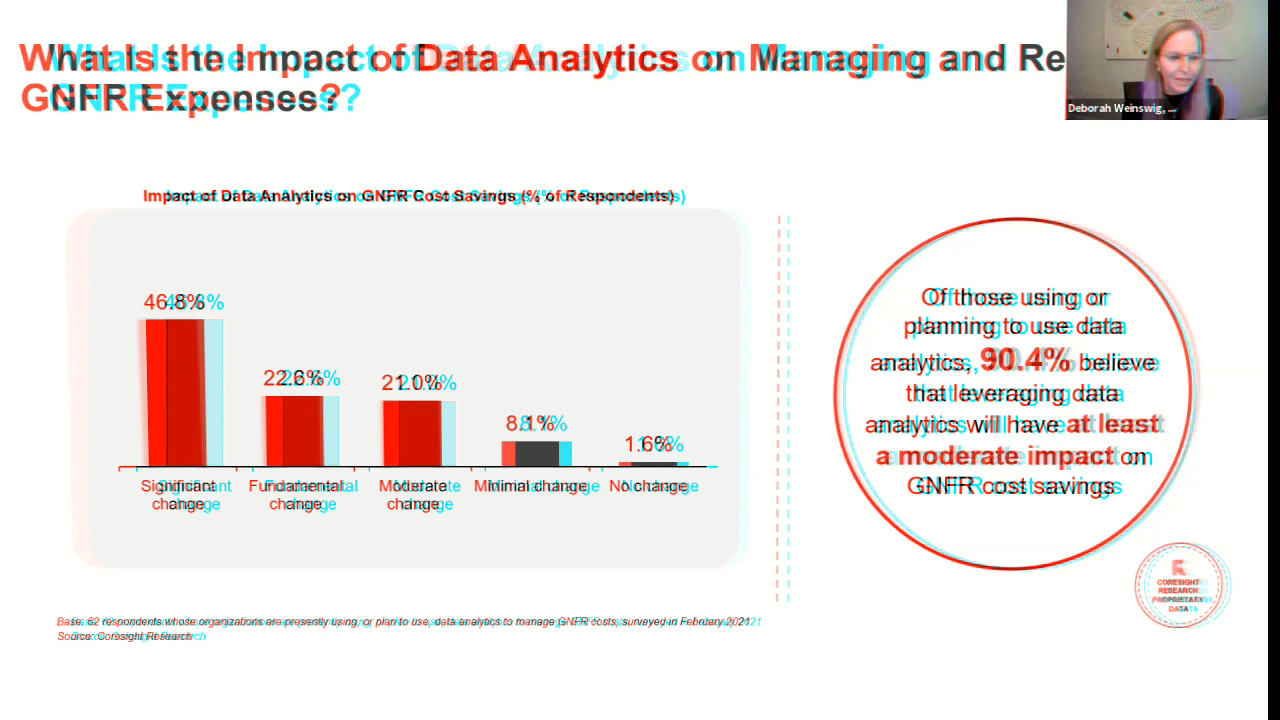 What Is the Impact of Data Analytics on Managing and Re
GNFR Expenses?
Deborah Weinswig, ...
Impact of Data Analytics on GNFR Cost Savings (% of Respondents)
46.8%
22.6%
21.0%
8.1%
1.6%
Significant change
Fundamental change
Moderate change
Minimal change
No change
Of those using or
planning to use data
analytics, 90.4% believe
that leveraging data
analytics will have at least
a moderate impact on
GNFR cost savings
R
CORESIGHT
RESEARCH
PROPRIETARY
DATA
Base: 62 respondents whose organizations are presently using, or plan to use, data analytics to manage GNFR costs, surveyed in February 2021
Source: Coresight Research